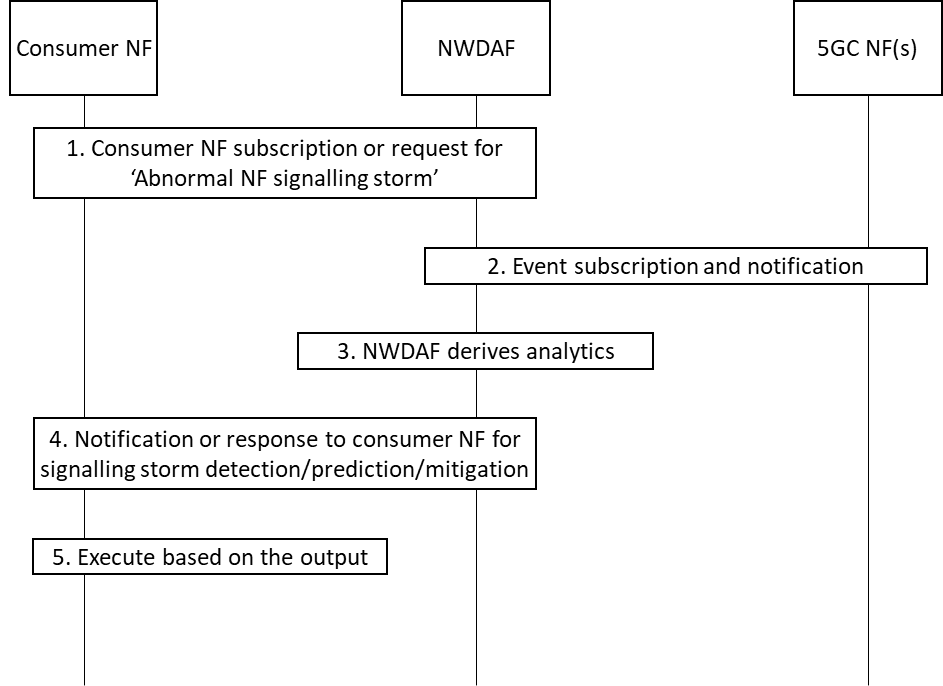 Consumer NF
NWDAF
5GC NF(s)
1. Consumer NF subscription or request for
‘Abnormal NF signalling storm’
2. Event subscription and notification
3. NWDAF derives analytics
4. Notification or response to consumer NF for
signalling storm detection/prediction/mitigation
5. Execute based on the output